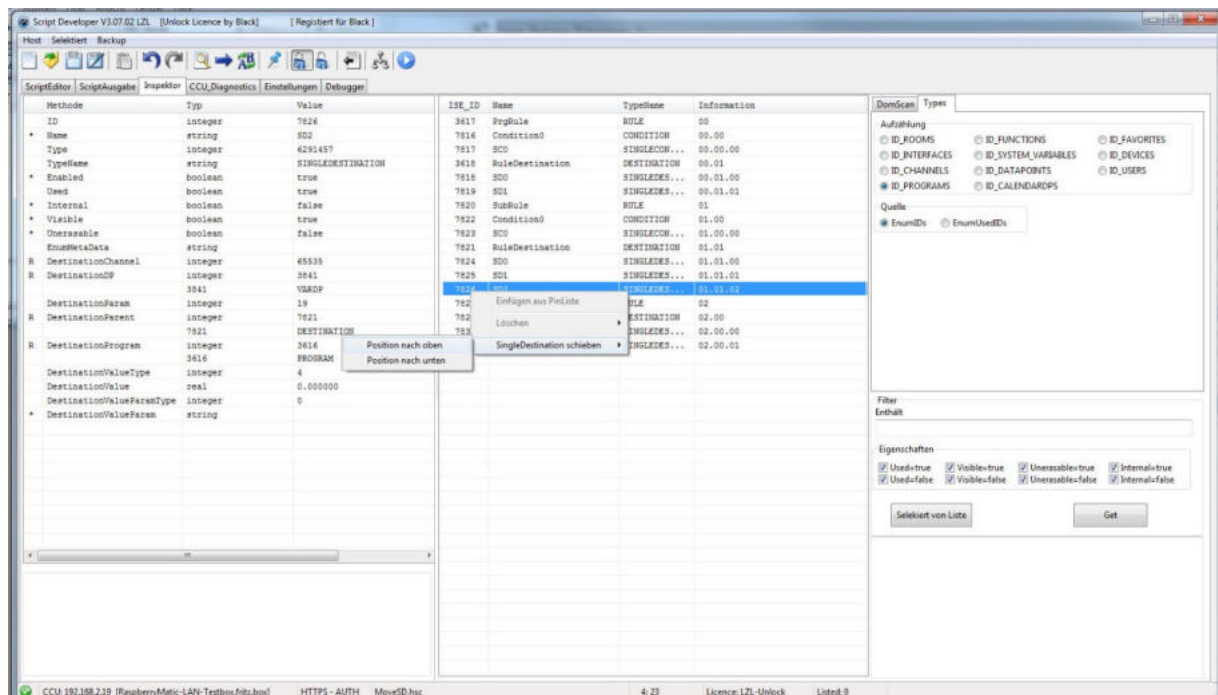 Script Developer V3.07.02 LZL [Unlock Licence by Black] [ Registiert für Black ]
Host Selektiert Backup
ScriptEditor ScriptAusgabe Inspektor CCU_Diagnostics Einstellungen Debugger
Methode Typ Value
ID integer 7826
* Name string SD2
Type integer 6291457
TypeName string SINGLEDESTINATION
* Enabled boolean true
Used boolean true
* Internal boolean false
* Visible boolean true
* Unerasable boolean false
EnumMetaData string
R DestinationChannel integer 65535
R DestinationDP integer 3841
3841 VARDP
DestinationParam integer 19
R DestinationParent integer 7821
7821 DESTINATION
R DestinationProgram integer 3616
3616 PROGRAM
DestinationValueType integer 4
DestinationValue real 0.000000
DestinationValueParamType integer 0
* DestinationValueParam string
ISE_ID Name TypeName Information
3617 PrgRule RULE 00
7816 Condition0 CONDITION 00.00
7817 SC0 SINGLECON... 00.00.00
3618 RuleDestination DESTINATION 00.01
7818 SD0 SINGLEDES... 00.01.00
7819 SD1 SINGLEDES... 00.01.01
7820 SubRule RULE 01
7822 Condition0 CONDITION 01.00
7823 SC0 SINGLECON... 01.00.00
7821 RuleDestination DESTINATION 01.01
7824 SD0 SINGLEDES... 01.01.00
7825 SD1 SINGLEDES... 01.01.01
7826 SD2 SINGLEDES... 01.01.02
02
02.00
02.00.00
02.00.01
Einfügen aus PinListe
Löschen
SingleDestination schieben
Position nach oben
Position nach unten
DomScan Types
Aufzählung
ID_ROOMS ID_FUNCTIONS ID_FAVORITES
ID_INTERFACES ID_SYSTEM_VARIABLES ID_DEVICES
ID_CHANNELS ID_DATAPOINTS ID_USERS
ID_PROGRAMS ID_CALENDARDPS
Quelle
EnumIDs EnumUsedIDs
Filter
Enthält
Eigenschaften
Used=true Visible=true Unerasable=true Internal=true
Used=false Visible=false Unerasable=false Internal=false
Selekiert von Liste Get
CCU: 192.168.2.19 [RaspberryMatic-LAN-Testbox.fritz.box] HTTPS - AUTH MoveSD.hsc 4: 23 Licence: LZL-Unlock Listed: 0